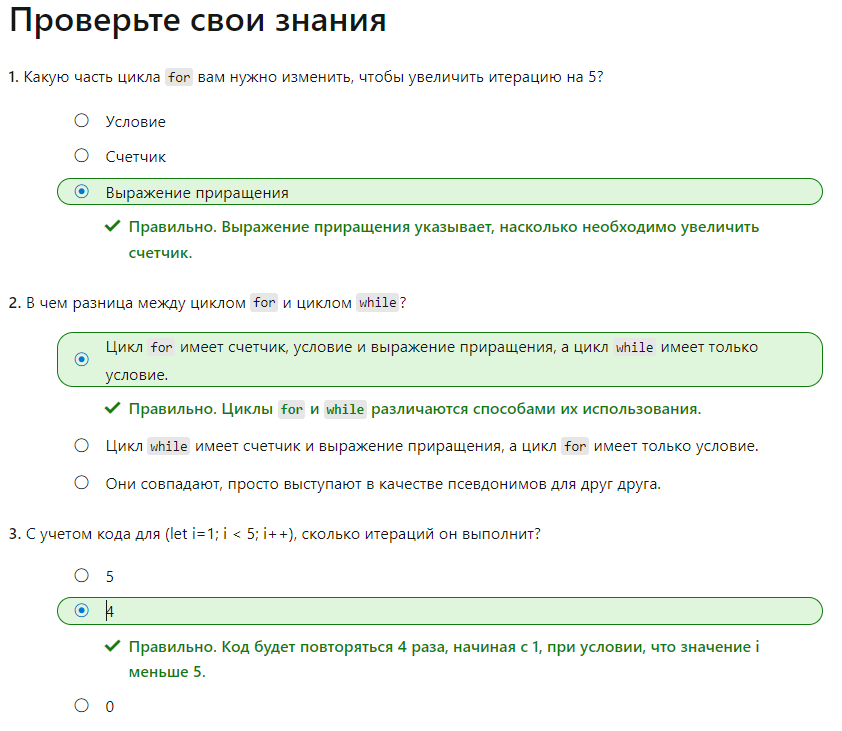 Проверьте свои знания
1. Какую часть цикла for вам нужно изменить, чтобы увеличить итерацию на 5?
Условие
Счетчик
Выражение приращения
Правильно. Выражение приращения указывает, насколько необходимо увеличить
счетчик.
2. В чем разница между циклом for и циклом while?
Цикл for имеет счетчик, условие и выражение приращения, а цикл while имеет только
условие.
Правильно. Циклы for и while различаются способами их использования.
Цикл while имеет счетчик и выражение приращения, а цикл for имеет только условие.
Они совпадают, просто выступают в качестве псевдонимов для друг друга.
3. С учетом кода для (let i=1; i < 5; i++), сколько итераций он выполнит?
5
4
Правильно. Код будет повторяться 4 раза, начиная с 1, при условии, что значение i
меньше 5.
0